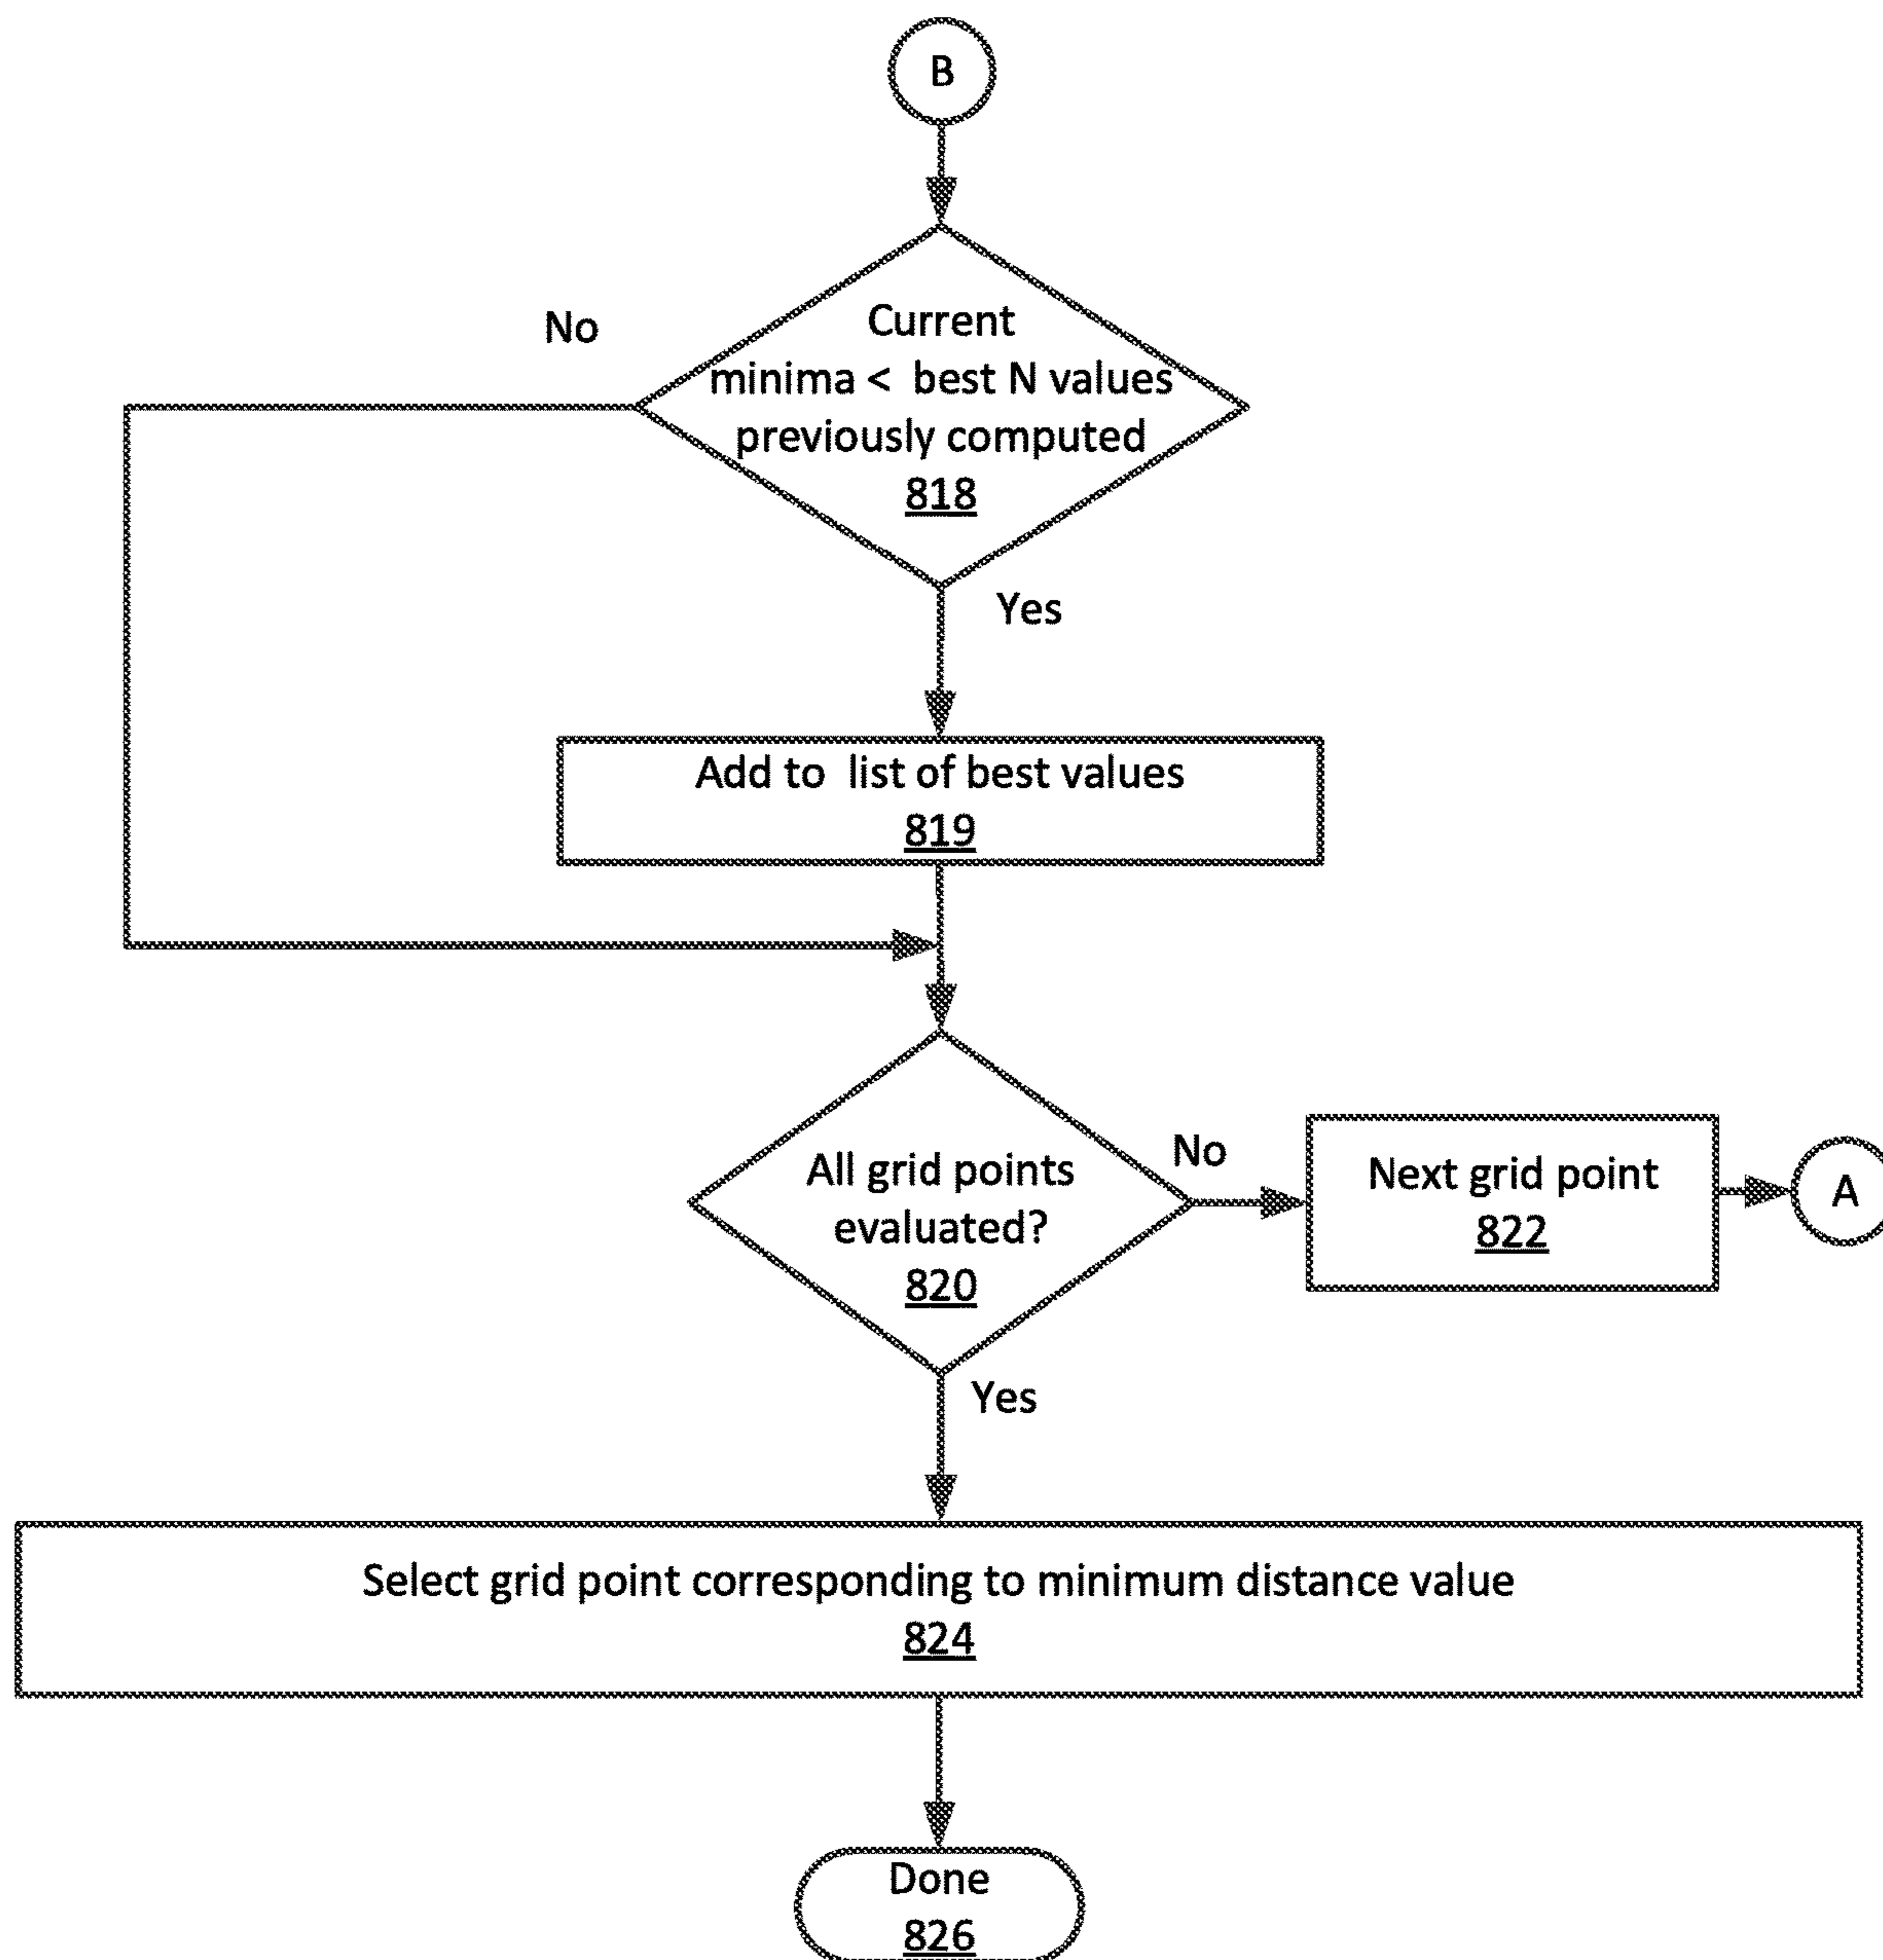 B
No
Current
minima < best N values
previously computed
818
Yes
Add to list of best values
819
All grid points
evaluated?
820
No
Next grid point
822
A
Yes
Select grid point corresponding to minimum distance value
824
Done
826